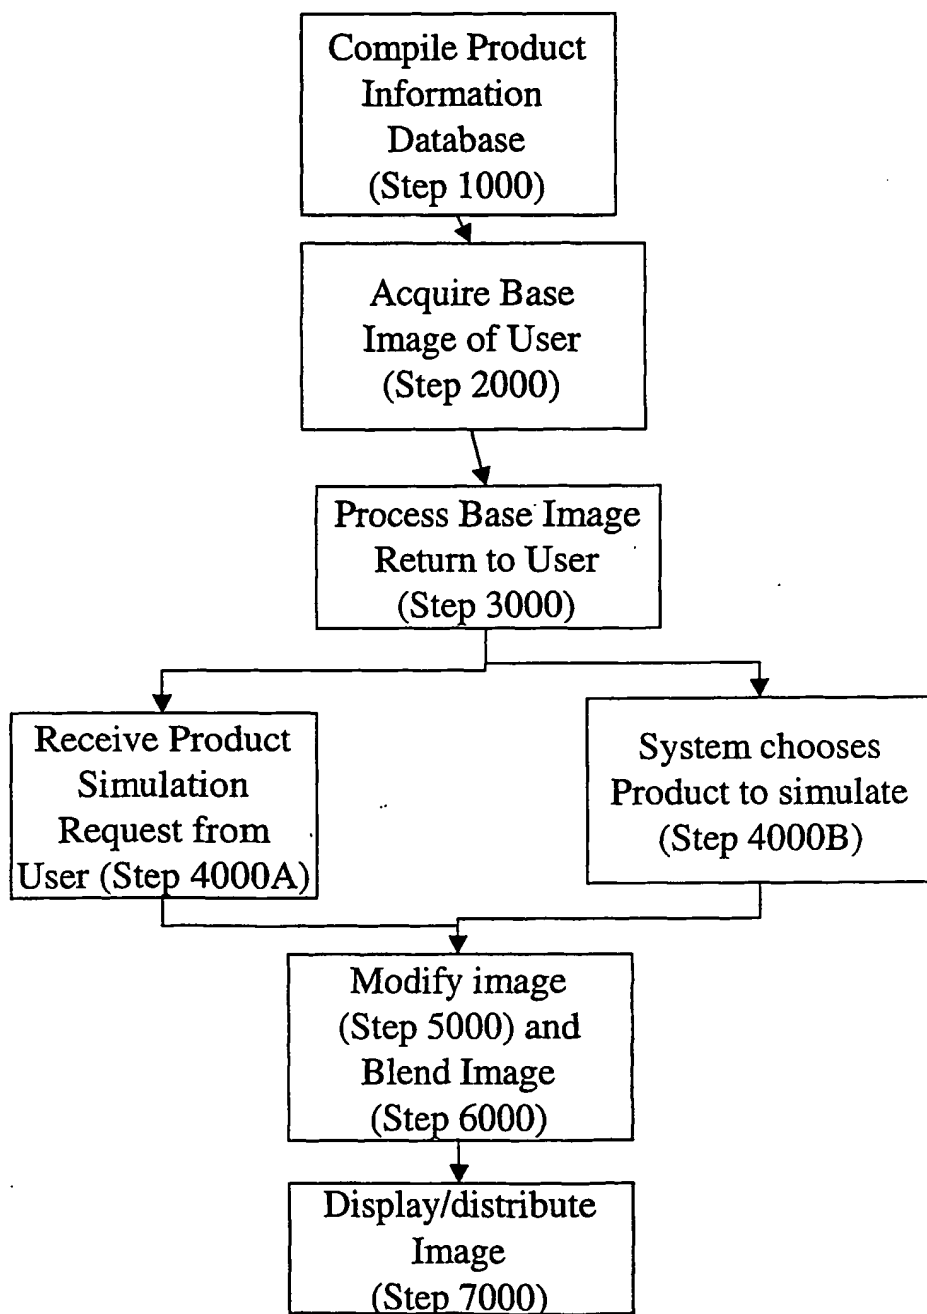 Compile Product
Information
Database
(Step 1000)
Acquire Base
Image of User
(Step 2000)
Process Base Image
Return to User
(Step 3000)
Receive Product
Simulation
Request from
User (Step 4000A)
System chooses
Product to simulate
(Step 4000B)
Modify image
(Step 5000) and
Blend Image
(Step 6000)
Display/distribute
Image
(Step 7000)